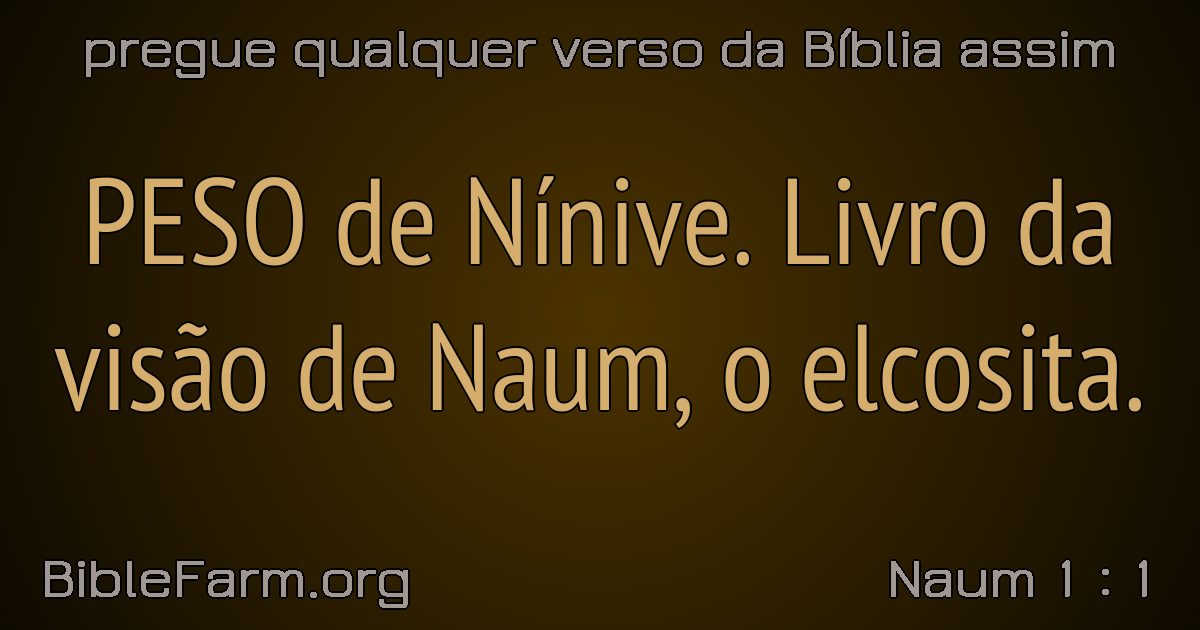 pregue qualquer verso da Bíblia assim
PESO de Nínive. Livro da
visão de Naum, o elcosita.
BibleFarm.org
Naum 1 : 1